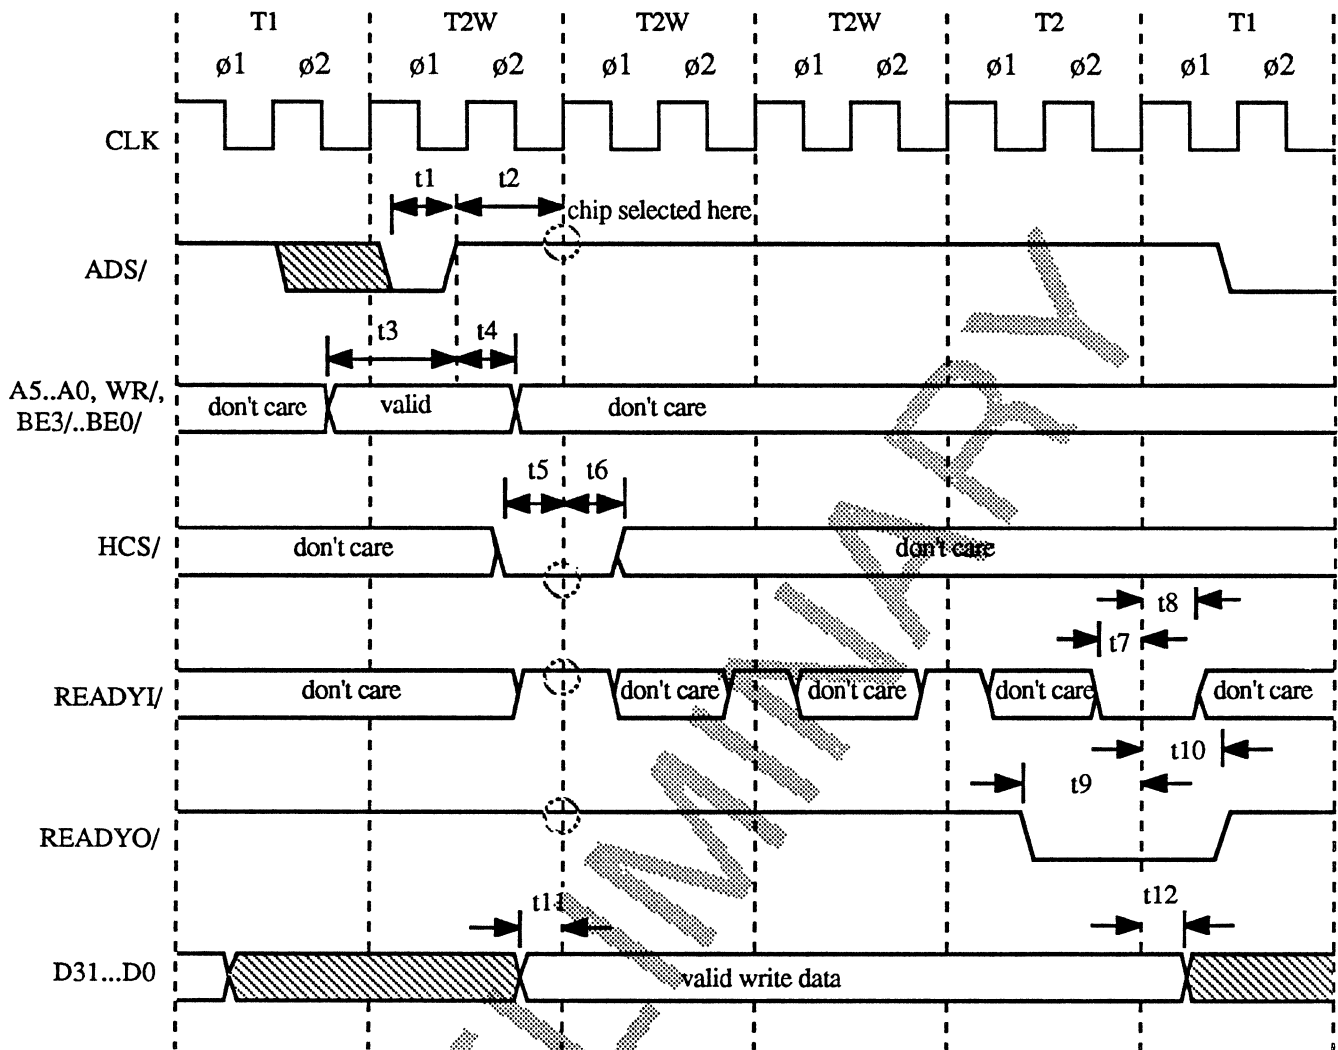 T1 T2W T2W T2W T2 T1
ø1 ø2 ø1 ø2 ø1 ø2 ø1 ø2 ø1 ø2 ø1 ø2
CLK
t1 t2
chip selected here
ADS/
t3 t4
A5..A0, WR/,
BE3/..BE0/
don't care valid don't care
t5 t6
HCS/ don't care don't care
t8
t7
READYI/ don't care don't care don't care don't care don't care
t10
t9
READYO/
t11 t12
D31...D0 valid write data